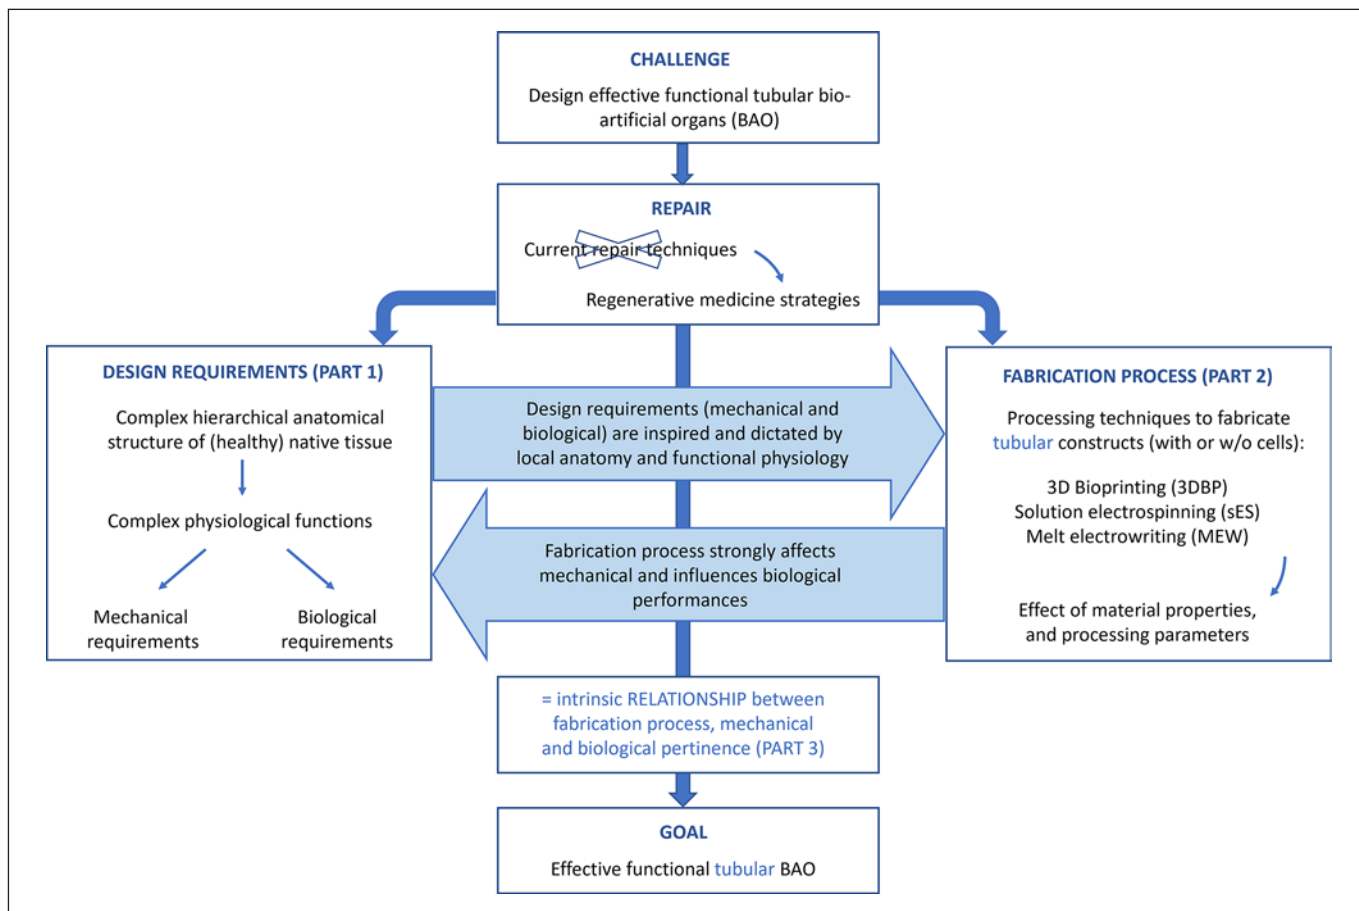 CHALLENGE
Design effective functional tubular bio-
artificial organs (BAO)
REPAIR
Current repair techniques
Regenerative medicine strategies
DESIGN REQUIREMENTS (PART 1)
Complex hierarchical anatomical
structure of (healthy) native tissue
Complex physiological functions
Mechanical
requirements
Biological
requirements
Design requirements (mechanical and
biological) are inspired and dictated by
local anatomy and functional physiology
Fabrication process strongly affects
mechanical and influences biological
performances
FABRICATION PROCESS (PART 2)
Processing techniques to fabricate
tubular constructs (with or w/o cells):
3D Bioprinting (3DBP)
Solution electrospinning (sES)
Melt electrowriting (MEW)
Effect of material properties,
and processing parameters
= intrinsic RELATIONSHIP between
fabrication process, mechanical
and biological pertinence (PART 3)
GOAL
Effective functional tubular BAO